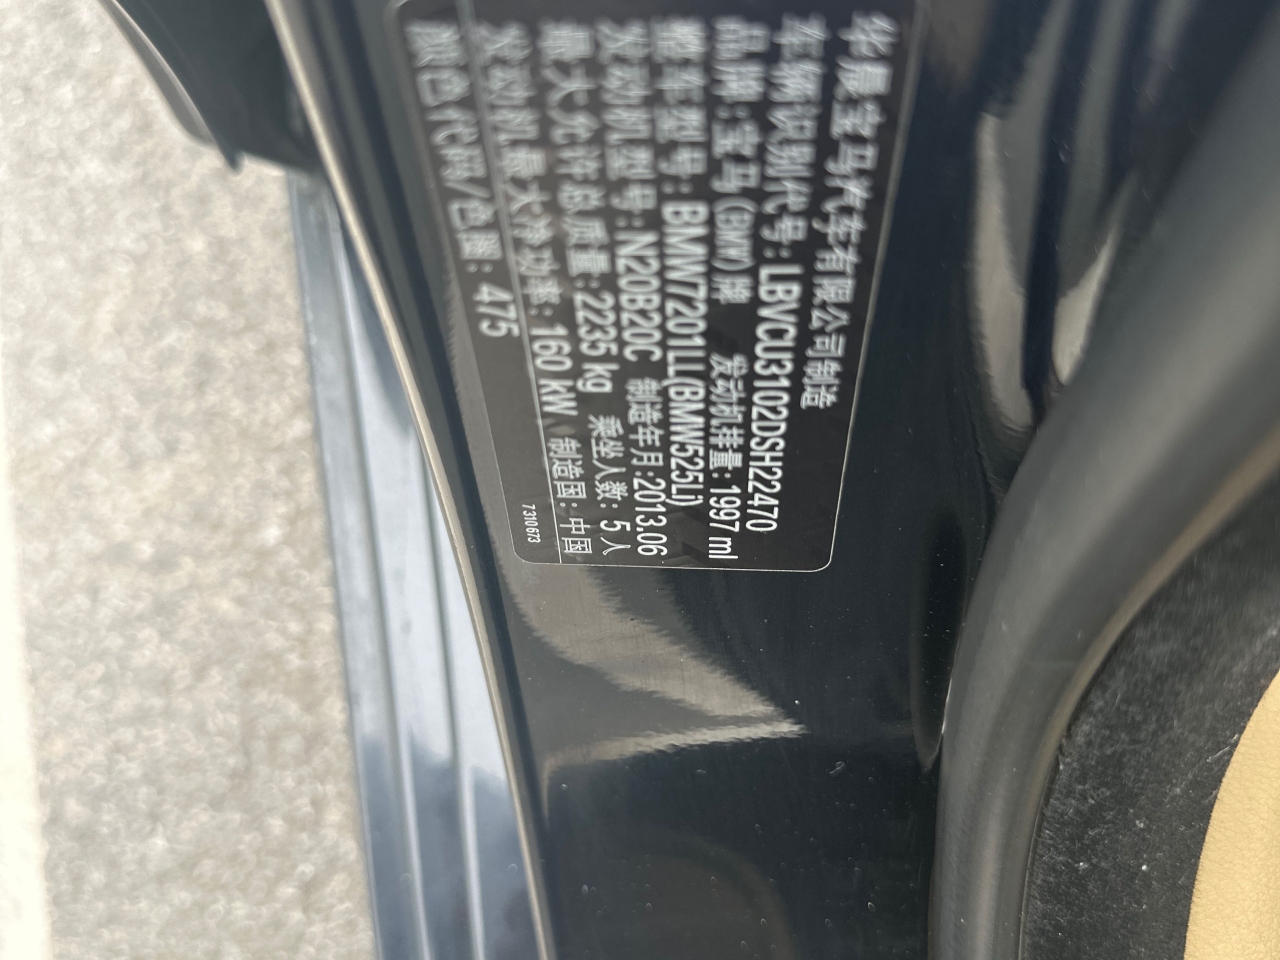 华晨宝马汽车有限公司制造
车辆识别代号: LBVCU3102DSH22470
品牌: 宝马(BMW)牌 发动机排量: 1997 ml
整车型号: BMW7201LL(BMW525Li)
发动机型号: N20B20C 制造年月: 2013.06
最大允许总质量: 2235 kg 乘坐人数: 5 人
发动机最大净功率: 160 kW 制造国: 中国
颜色代码/色图: 475
7310673